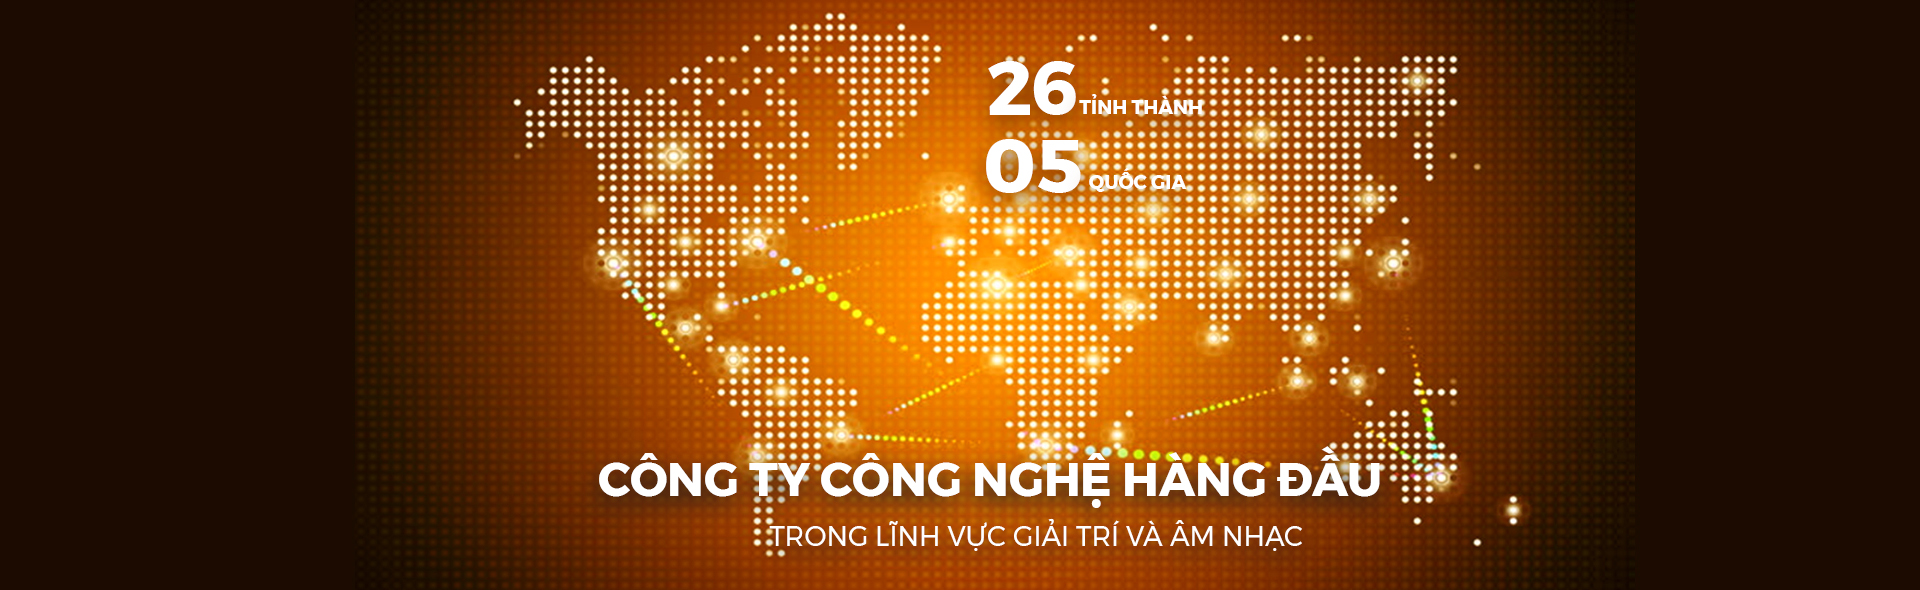 26 TỈNH THÀNH
05 QUỐC GIA
CÔNG TY CÔNG NGHỆ HÀNG ĐẦU
TRONG LĨNH VỰC GIẢI TRÍ VÀ ÂM NHẠC